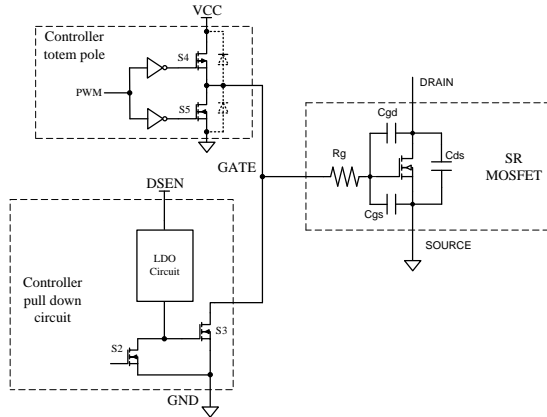 VCC
Controller
totem pole
S4
PWM
S5
DRAIN
Cgd
Rg
Cds
SR
MOSFET
Cgs
SOURCE
GATE
DSEN
LDO
Circuit
Controller
pull down
circuit
S3
S2
GND